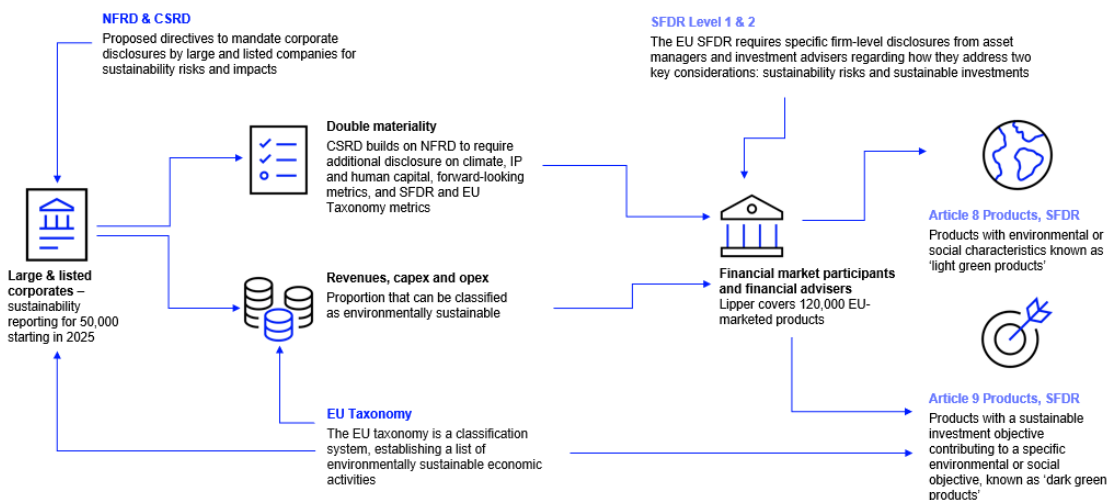 NFRD & CSRD
Proposed directives to mandate corporate
disclosures by large and listed companies for
sustainability risks and impacts
SFDR Level 1 & 2
The EU SFDR requires specific firm-level disclosures from asset
managers and investment advisers regarding how they address two
key considerations: sustainability risks and sustainable investments
Double materiality
CSRD builds on NFRD to require
additional disclosure on climate, IP
and human capital, forward-looking
metrics, and SFDR and EU
Taxonomy metrics
Large & listed
corporates –
sustainability
reporting for 50,000
starting in 2025
Revenues, capex and opex
Proportion that can be classified
as environmentally sustainable
Financial market participants
and financial advisers
Lipper covers 120,000 EU-
marketed products
Article 8 Products, SFDR
Products with environmental or
social characteristics known as
‘light green products’
EU Taxonomy
The EU taxonomy is a classification
system, establishing a list of
environmentally sustainable economic
activities
Article 9 Products, SFDR
Products with a sustainable
investment objective
contributing to a specific
environmental or social
objective, known as ‘dark green
products’